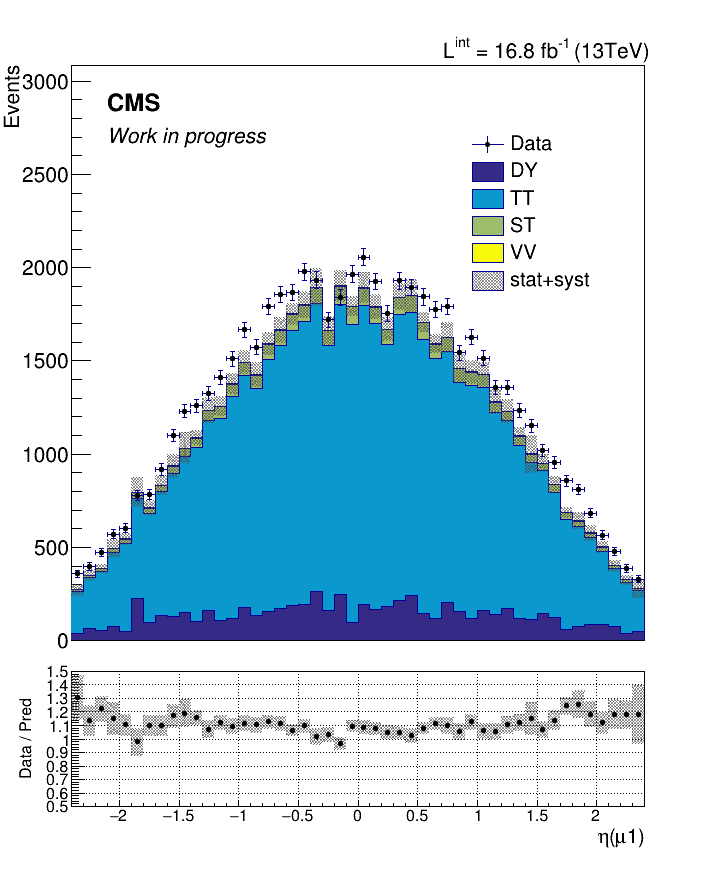 L^int = 16.8 fb^-1 (13TeV)
Events
3000
2500
2000
1500
1000
500
0
CMS
Work in progress
Data
DY
TT
ST
VV
stat+syst
Data / Pred
1.5
1.4
1.3
1.2
1.1
1
0.9
0.8
0.7
0.6
0.5
−2
−1.5
−1
−0.5
0
0.5
1
1.5
2
η(μ1)